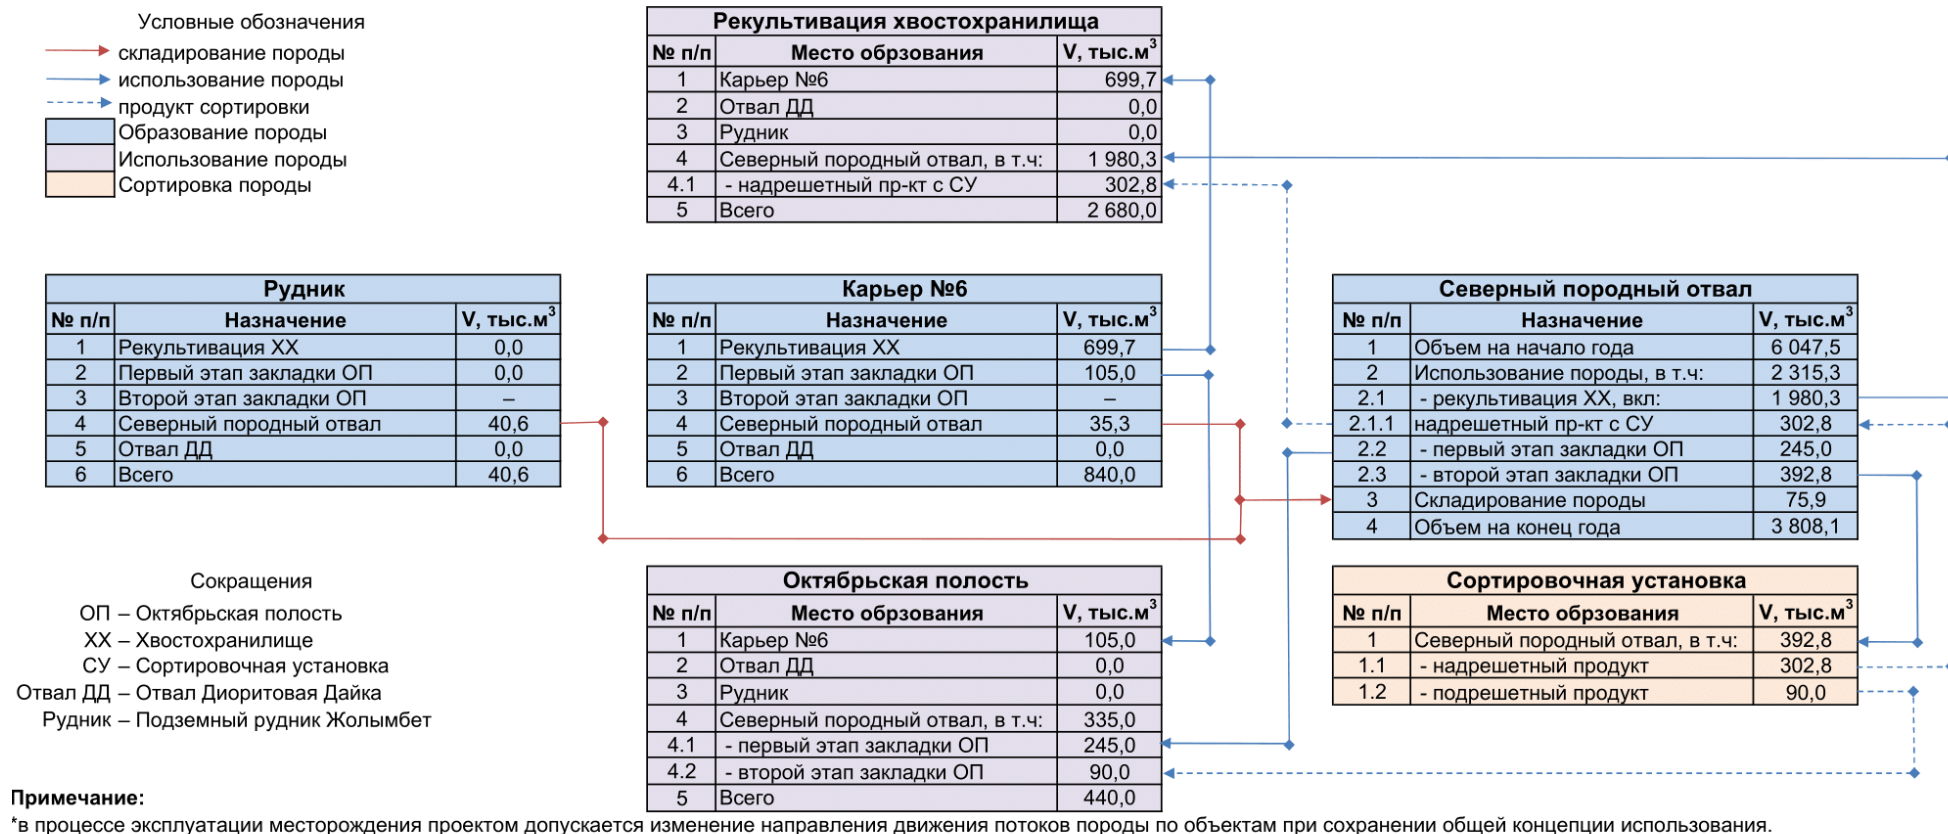 Условные обозначения
складирование породы
использование породы
продукт сортировки
Образование породы
Использование породы
Сортировка породы
Рекультивация хвостохранилища
№ п/п Место обрзования V, тыс.м³
1 Карьер №6 699,7
2 Отвал ДД 0,0
3 Рудник 0,0
4 Северный породный отвал, в т.ч: 1 980,3
4.1 - надрешетный пр-кт с СУ 302,8
5 Всего 2 680,0
Рудник
№ п/п Назначение V, тыс.м³
1 Рекультивация ХХ 0,0
2 Первый этап закладки ОП 0,0
3 Второй этап закладки ОП –
4 Северный породный отвал 40,6
5 Отвал ДД 0,0
6 Всего 40,6
Карьер №6
№ п/п Назначение V, тыс.м³
1 Рекультивация ХХ 699,7
2 Первый этап закладки ОП 105,0
3 Второй этап закладки ОП –
4 Северный породный отвал 35,3
5 Отвал ДД 0,0
6 Всего 840,0
Северный породный отвал
№ п/п Назначение V, тыс.м³
1 Объем на начало года 6 047,5
2 Использование породы, в т.ч: 2 315,3
2.1 - рекультивация ХХ, вкл: 1 980,3
2.1.1 надрешетный пр-кт с СУ 302,8
2.2 - первый этап закладки ОП 245,0
2.3 - второй этап закладки ОП 392,8
3 Складирование породы 75,9
4 Объем на конец года 3 808,1
Сокращения
ОП – Октябрьская полость
ХХ – Хвостохранилище
СУ – Сортировочная установка
Отвал ДД – Отвал Диоритовая Дайка
Рудник – Подземный рудник Жолымбет
Октябрьская полость
№ п/п Место обрзования V, тыс.м³
1 Карьер №6 105,0
2 Отвал ДД 0,0
3 Рудник 0,0
4 Северный породный отвал, в т.ч: 335,0
4.1 - первый этап закладки ОП 245,0
4.2 - второй этап закладки ОП 90,0
5 Всего 440,0
Сортировочная установка
№ п/п Место обрзования V, тыс.м³
1 Северный породный отвал, в т.ч: 392,8
1.1 - надрешетный продукт 302,8
1.2 - подрешетный продукт 90,0
Примечание:
*в процессе эксплуатации месторождения проектом допускается изменение направления движения потоков породы по объектам при сохранении общей концепции использования.